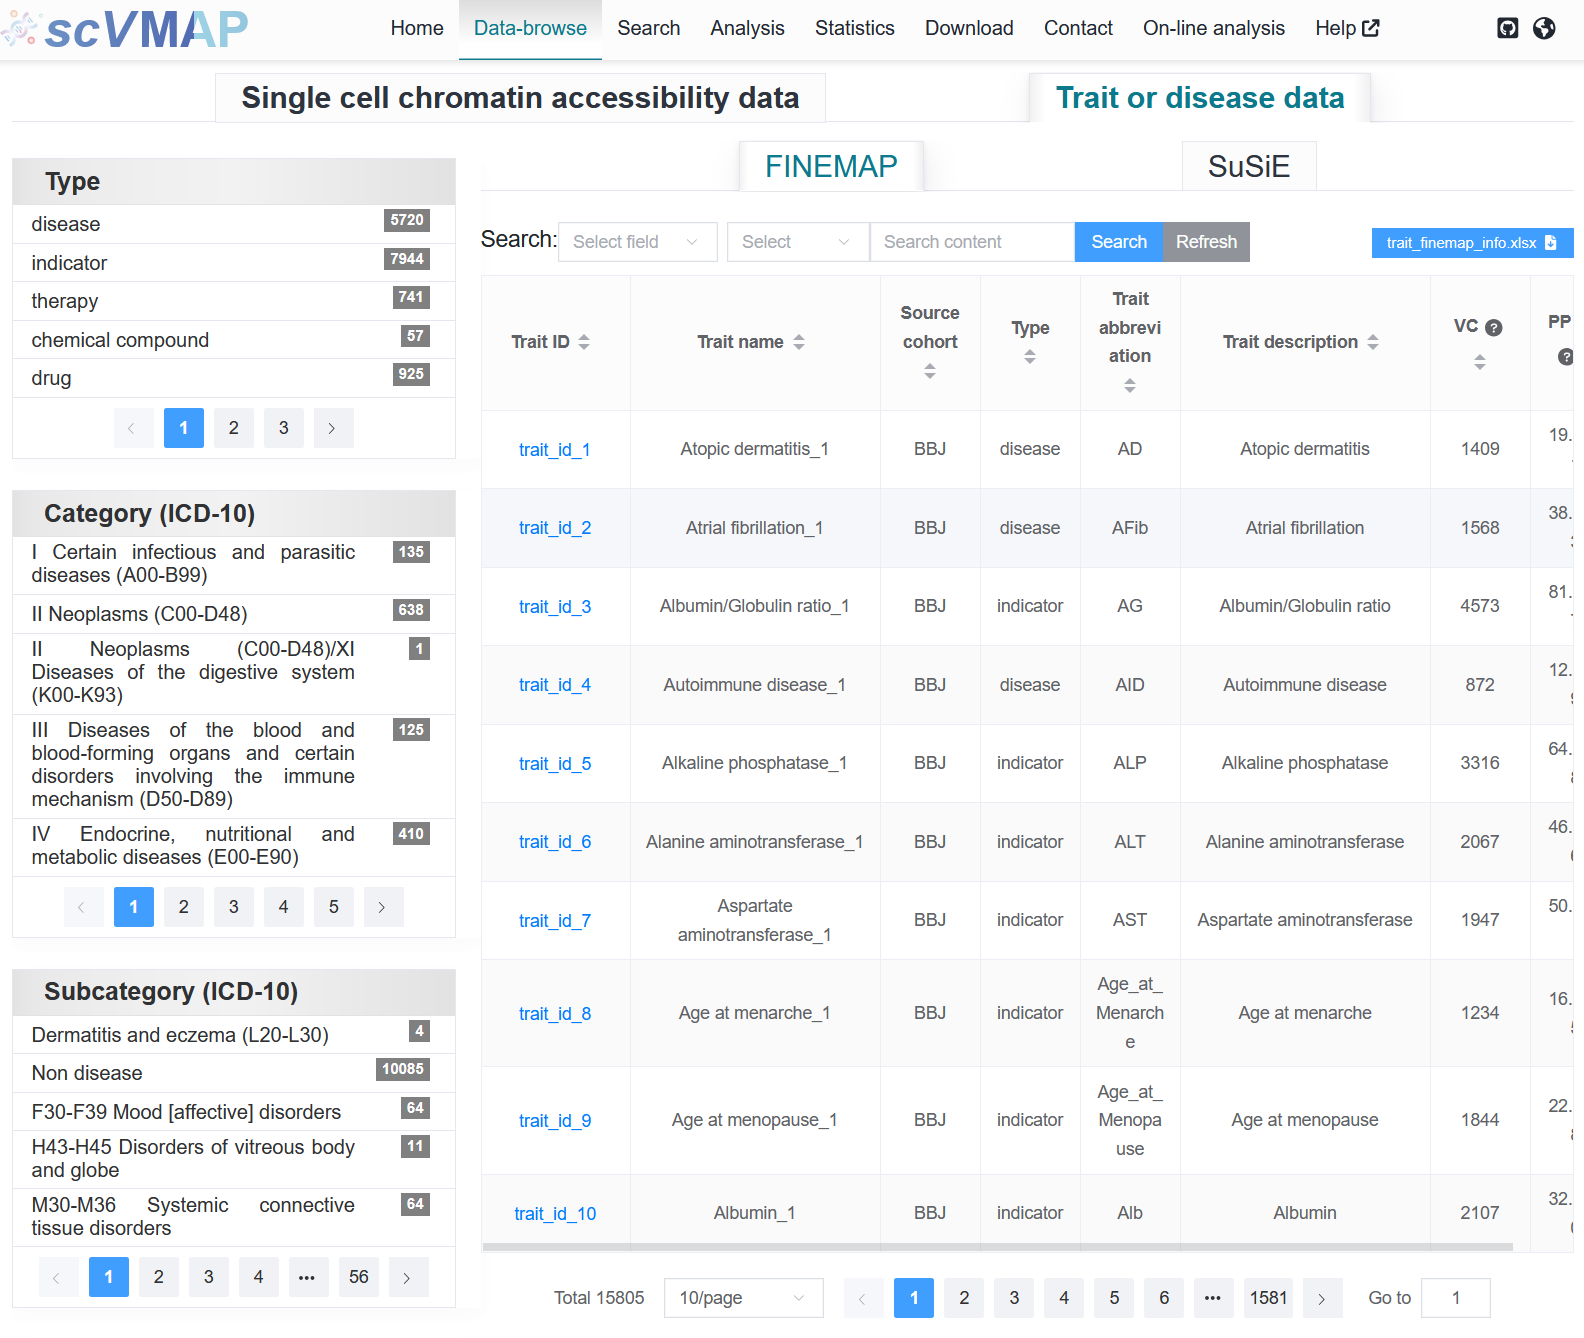 scVMAP
Home Data-browse Search Analysis Statistics Download Contact On-line analysis Help
Single cell chromatin accessibility data
Trait or disease data
FINEMAP
SuSiE
Type
disease 5720
indicator 7944
therapy 741
chemical compound 57
drug 925
1 2 3
Category (ICD-10)
I Certain infectious and parasitic 135
diseases (A00-B99)
II Neoplasms (C00-D48) 638
II Neoplasms (C00-D48)/XI 1
Diseases of the digestive system
(K00-K93)
III Diseases of the blood and 125
blood-forming organs and certain
disorders involving the immune
mechanism (D50-D89)
IV Endocrine, nutritional and 410
metabolic diseases (E00-E90)
1 2 3 4 5
Subcategory (ICD-10)
Dermatitis and eczema (L20-L30) 4
Non disease 10085
F30-F39 Mood [affective] disorders 64
H43-H45 Disorders of vitreous body 11
and globe
M30-M36 Systemic connective 64
tissue disorders
1 2 3 4 ••• 56
Search: Select field Select Search content Search Refresh
trait_finemap_info.xlsx
Trait ID
Trait name
Source
cohort
Type
Trait
abbrevi
ation
Trait description
VC ?
PP
?
trait_id_1 Atopic dermatitis_1 BBJ disease AD Atopic dermatitis 1409 19.
trait_id_2 Atrial fibrillation_1 BBJ disease AFib Atrial fibrillation 1568 38.
trait_id_3 Albumin/Globulin ratio_1 BBJ indicator AG Albumin/Globulin ratio 4573 81.
trait_id_4 Autoimmune disease_1 BBJ disease AID Autoimmune disease 872 12.
trait_id_5 Alkaline phosphatase_1 BBJ indicator ALP Alkaline phosphatase 3316 64.
trait_id_6 Alanine aminotransferase_1 BBJ indicator ALT Alanine aminotransferase 2067 46.
trait_id_7 Aspartate
aminotransferase_1 BBJ indicator AST Aspartate aminotransferase 1947 50.
trait_id_8 Age at menarche_1 BBJ indicator Age_at_
Menarch
e Age at menarche 1234 16.
trait_id_9 Age at menopause_1 BBJ indicator Age_at_
Menopa
use Age at menopause 1844 22.
trait_id_10 Albumin_1 BBJ indicator Alb Albumin 2107 32.
Total 15805 10/page 1 2 3 4 5 6 ••• 1581 Go to 1